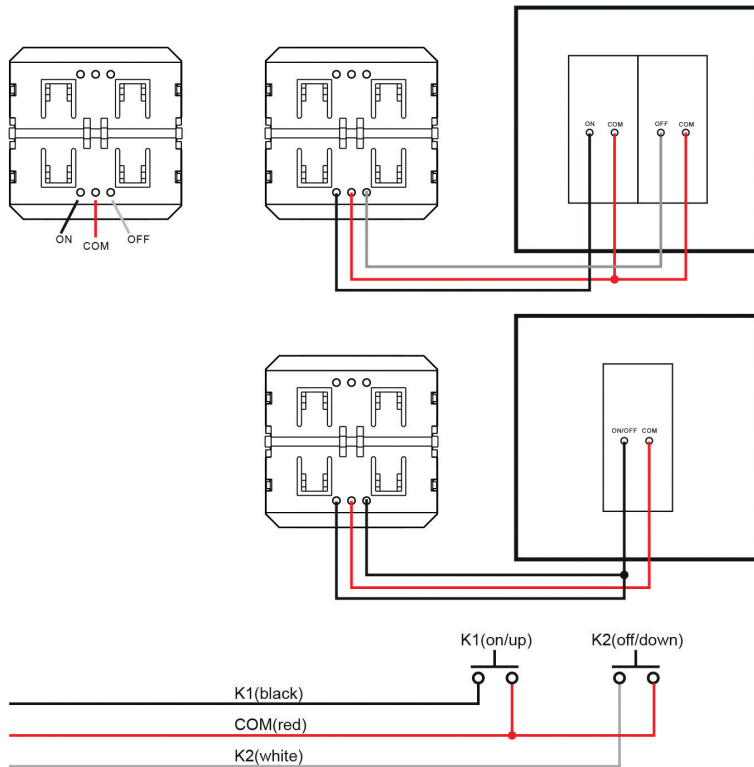 ON COM OFF
ON COM OFF COM
ON/OFF COM
K1(on/up) K2(off/down)
K1(black)
COM(red)
K2(white)